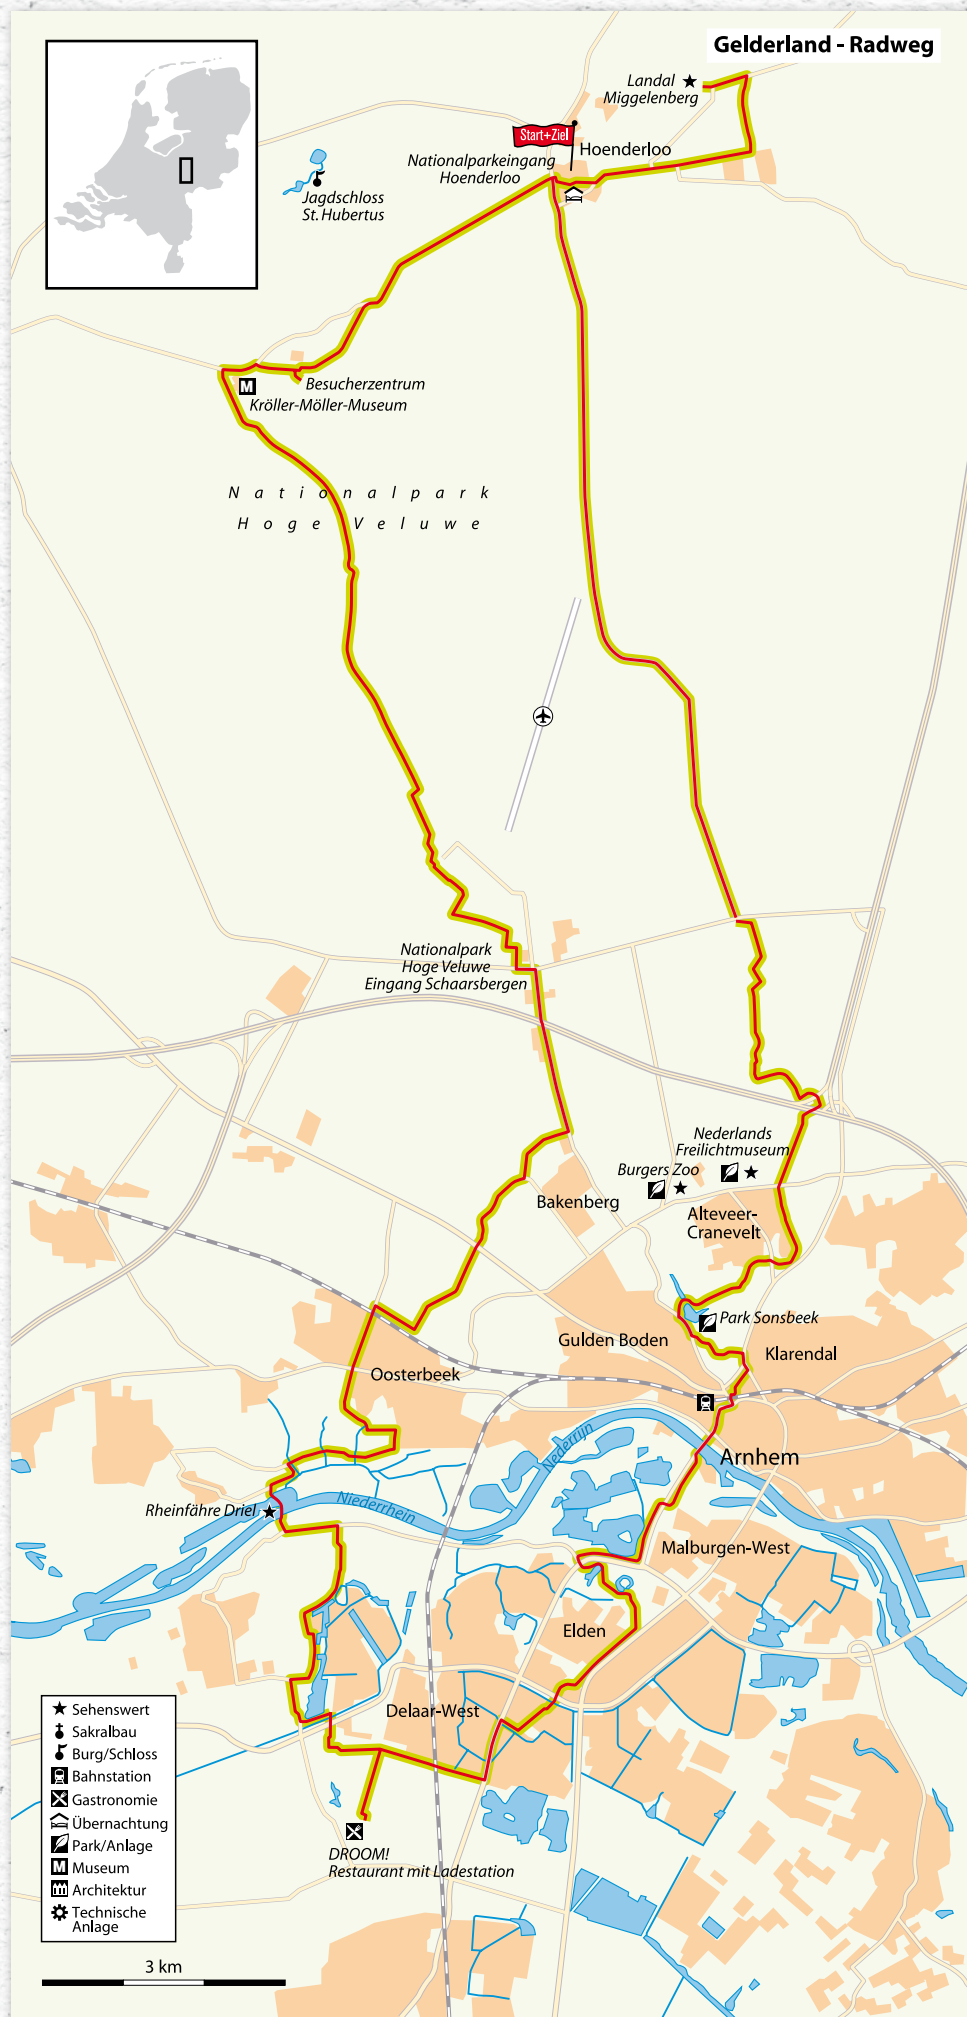 Gelderland - Radweg
Landal
Miggelenberg
Start+Ziel
Hoenderloo
Nationalparkeingang
Hoenderloo
Jagdschloss
St. Hubertus
Besucherzentrum
M
Kröller-Möller-Museum
Nationalpark
Hoge Veluwe
Nationalpark
Hoge Veluwe
Eingang Schaarsbergen
Nederlands
Freilichtmuseum
Burgers Zoo
Bakenberg
Alteveer-
Cranevelt
Park Sonsbeek
Gulden Boden
Klarendal
Oosterbeek
Nederrijn
Arnhem
Niederrhein
Rheinfähre Driel
Malburgen-West
Elden
Delaar-West
DROOM!
Restaurant mit Ladestation
Sehenswert
Sakralbau
Burg/Schloss
Bahnstation
Gastronomie
Übernachtung
Park/Anlage
M Museum
Architektur
Technische
Anlage
3 km